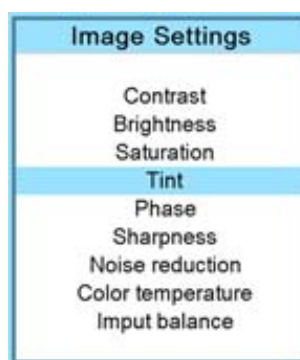 Image Settings
Contrast
Brightness
Saturation
Tint
Phase
Sharpness
Noise reduction
Color temperature
Imput balance